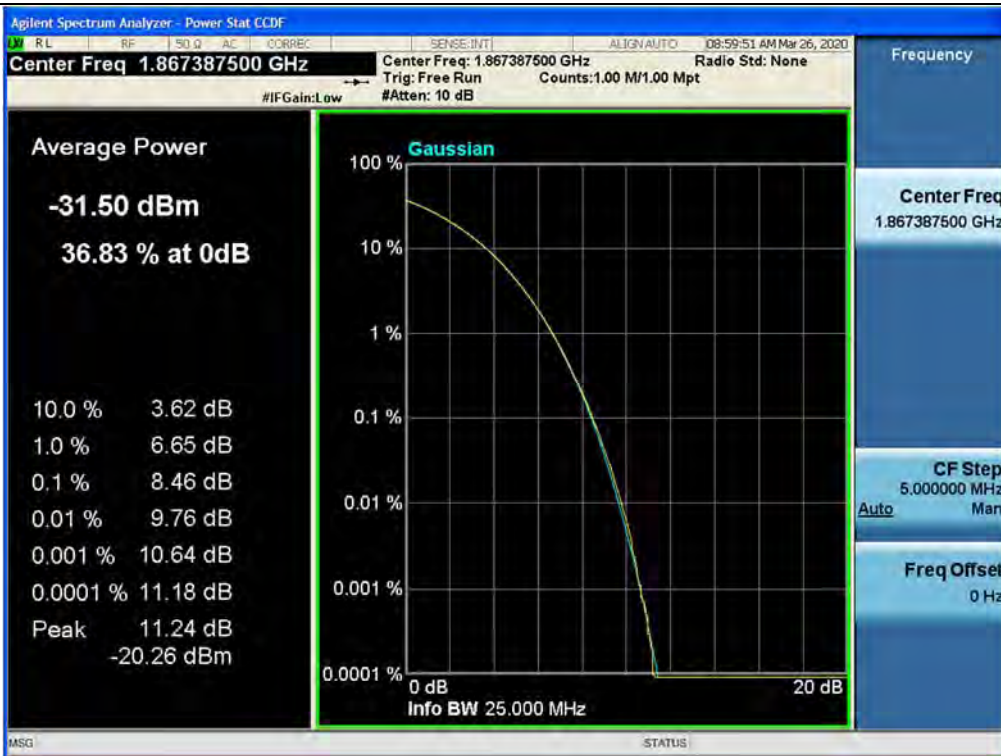 Agilent Spectrum Analyzer - Power Stat CCDF
LXI RL RF 50 Ω AC CORREC SENSE:INT ALIGN AUTO 08:59:51 AM Mar 26, 2020
Center Freq 1.867387500 GHz
Center Freq: 1.867387500 GHz Radio Std: None
Trig: Free Run Counts:1.00 M/1.00 Mpt
#IFGain:Low #Atten: 10 dB
Average Power
-31.50 dBm
36.83 % at 0dB
10.0 % 3.62 dB
1.0 % 6.65 dB
0.1 % 8.46 dB
0.01 % 9.76 dB
0.001 % 10.64 dB
0.0001 % 11.18 dB
Peak 11.24 dB
-20.26 dBm
Gaussian
100 %
10 %
1 %
0.1 %
0.01 %
0.001 %
0.0001 %
0 dB 20 dB
Info BW 25.000 MHz
Frequency
Center Freq
1.867387500 GHz
CF Step
5.000000 MHz
Auto Man
Freq Offset
0 Hz
MSG STATUS